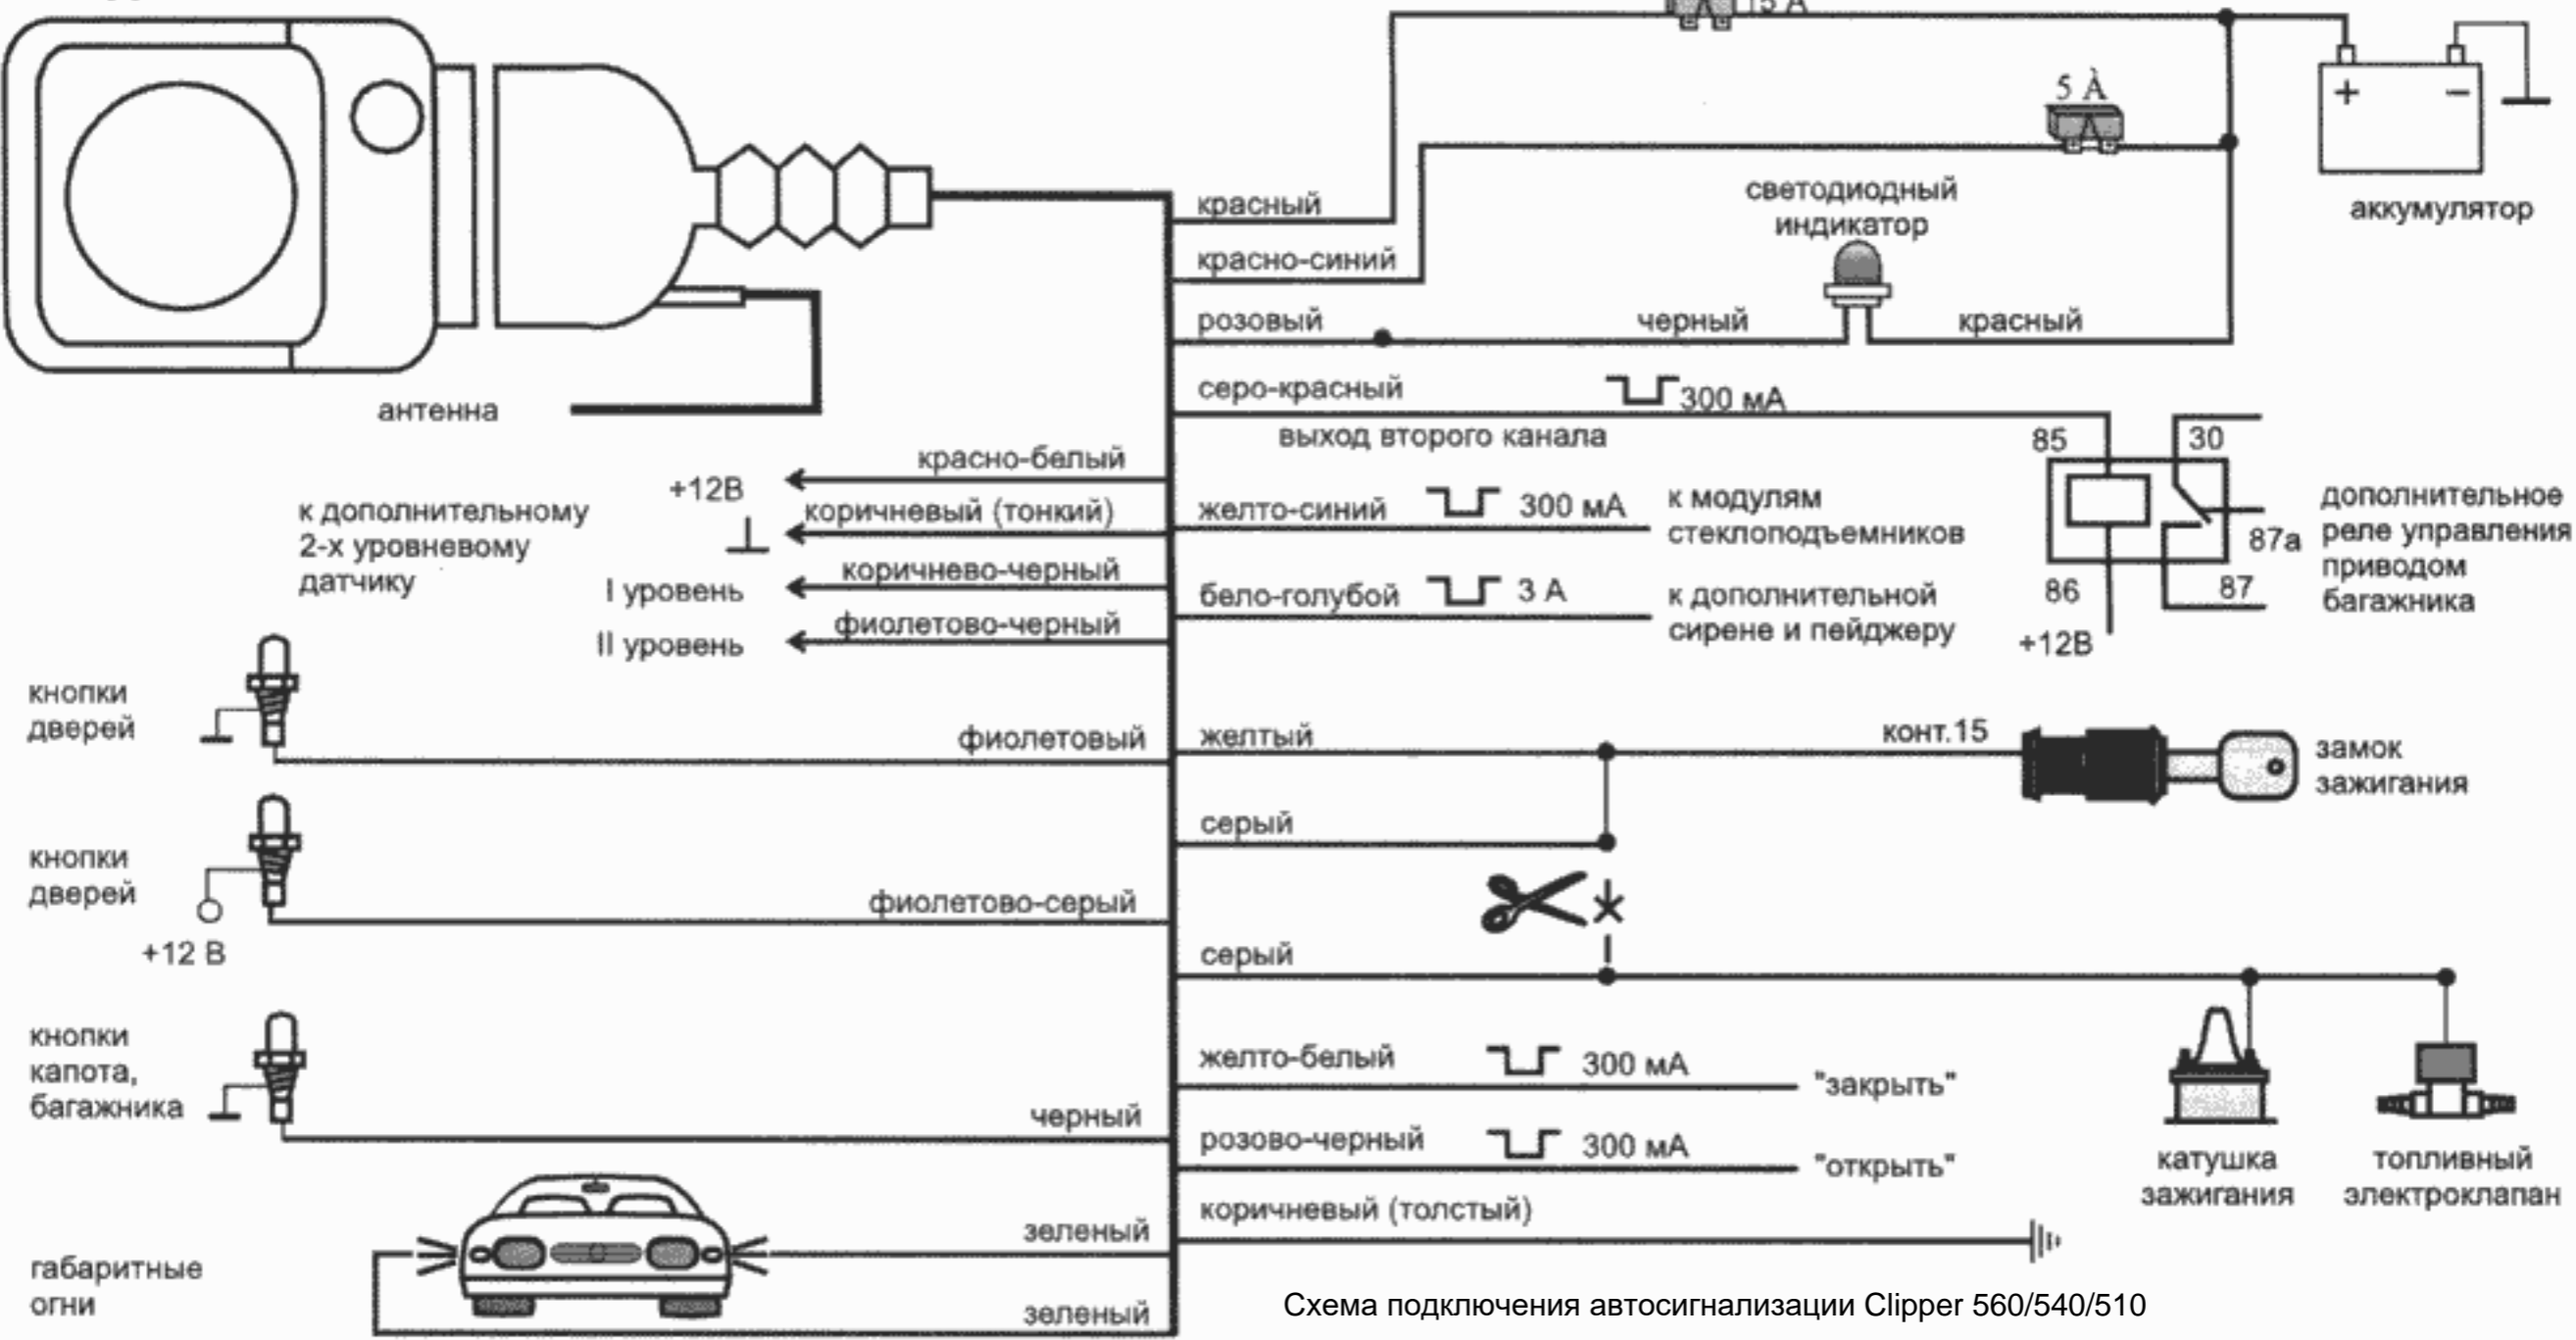 5 А
5 À
+ −
аккумулятор
красный
красно-синий
светодиодный
индикатор
розовый
черный
красный
антенна
серо-красный
300 мА
выход второго канала
85
30
87а
86
87
+12В
дополнительное
реле управления
приводом
багажника
красно-белый
+12В
коричневый (тонкий)
к дополнительному
2-х уровневому
датчику
коричнево-черный
I уровень
фиолетово-черный
II уровень
желто-синий
300 мА
к модулям
стеклоподъемников
бело-голубой
3 А
к дополнительной
сирене и пейджеру
кнопки
дверей
фиолетовый
желтый
конт.15
замок
зажигания
серый
кнопки
дверей
+12 В
фиолетово-серый
серый
кнопки
капота,
багажника
черный
желто-белый
300 мА
"закрыть"
розово-черный
300 мА
"открыть"
катушка
зажигания
топливный
электроклапан
коричневый (толстый)
габаритные
огни
зеленый
зеленый
Схема подключения автосигнализации Clipper 560/540/510